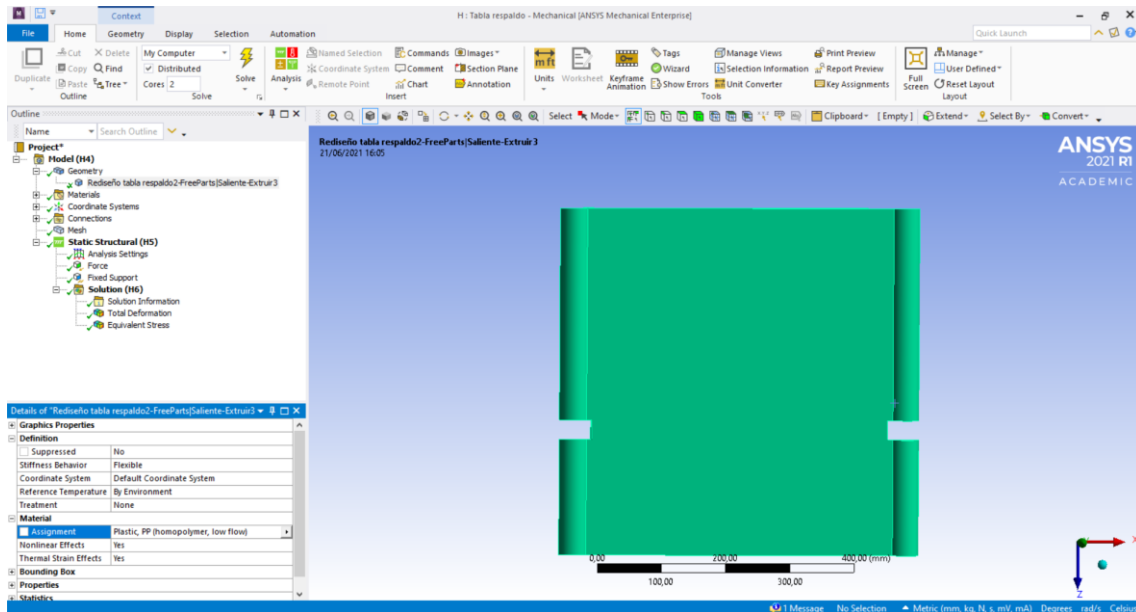 Context
H : Tabla respaldo - Mechanical [ANSYS Mechanical Enterprise]
File Home Geometry Display Selection Automation
Quick Launch
Duplicate
Cut
Copy
Paste
Delete
Find
Tree
Outline
My Computer
Distributed
Cores 2
Solve
Solve
Analysis
Named Selection
Coordinate System
Remote Point
Commands
Comment
Chart
Images
Section Plane
Annotation
Insert
Units
Worksheet
Keyframe Animation
Tags
Wizard
Show Errors
Manage Views
Selection Information
Unit Converter
Print Preview
Report Preview
Key Assignments
Tools
Full Screen
Manage
User Defined
Reset Layout
Layout
Outline
Name Search Outline
Select Mode Clipboard [ Empty ] Extend Select By Convert
Project*
Model (H4)
Geometry
Rediseño tabla respaldo2-FreeParts|Saliente-Extruir3
Materials
Coordinate Systems
Connections
Mesh
Static Structural (H5)
Analysis Settings
Force
Fixed Support
Solution (H6)
Solution Information
Total Deformation
Equivalent Stress
Rediseño tabla respaldo2-FreeParts|Saliente-Extruir3
21/06/2021 16:05
ANSYS
2021 R1
ACADEMIC
0,00 200,00 400,00 (mm)
100,00 300,00
X
Z
Details of "Rediseño tabla respaldo2-FreeParts|Saliente-Extruir3
Graphics Properties
Definition
Suppressed No
Stiffness Behavior Flexible
Coordinate System Default Coordinate System
Reference Temperature By Environment
Treatment None
Material
Assignment Plastic, PP (homopolymer, low flow)
Nonlinear Effects Yes
Thermal Strain Effects Yes
Bounding Box
Properties
Statistics
1 Message No Selection Metric (mm, kg, N, s, mV, mA) Degrees rad/s Celsius